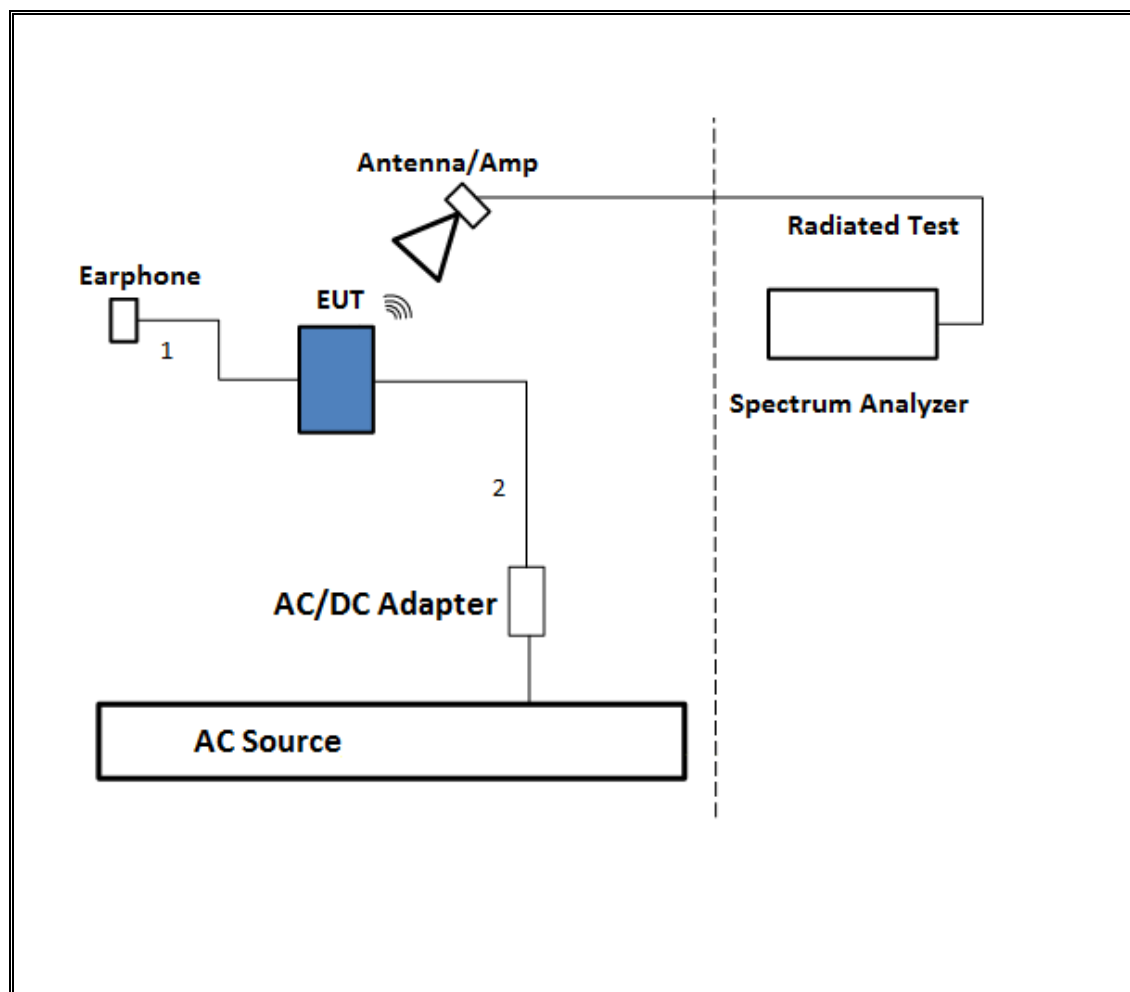 Antenna/Amp
Radiated Test
Earphone
EUT
1
Spectrum Analyzer
2
AC/DC Adapter
AC Source